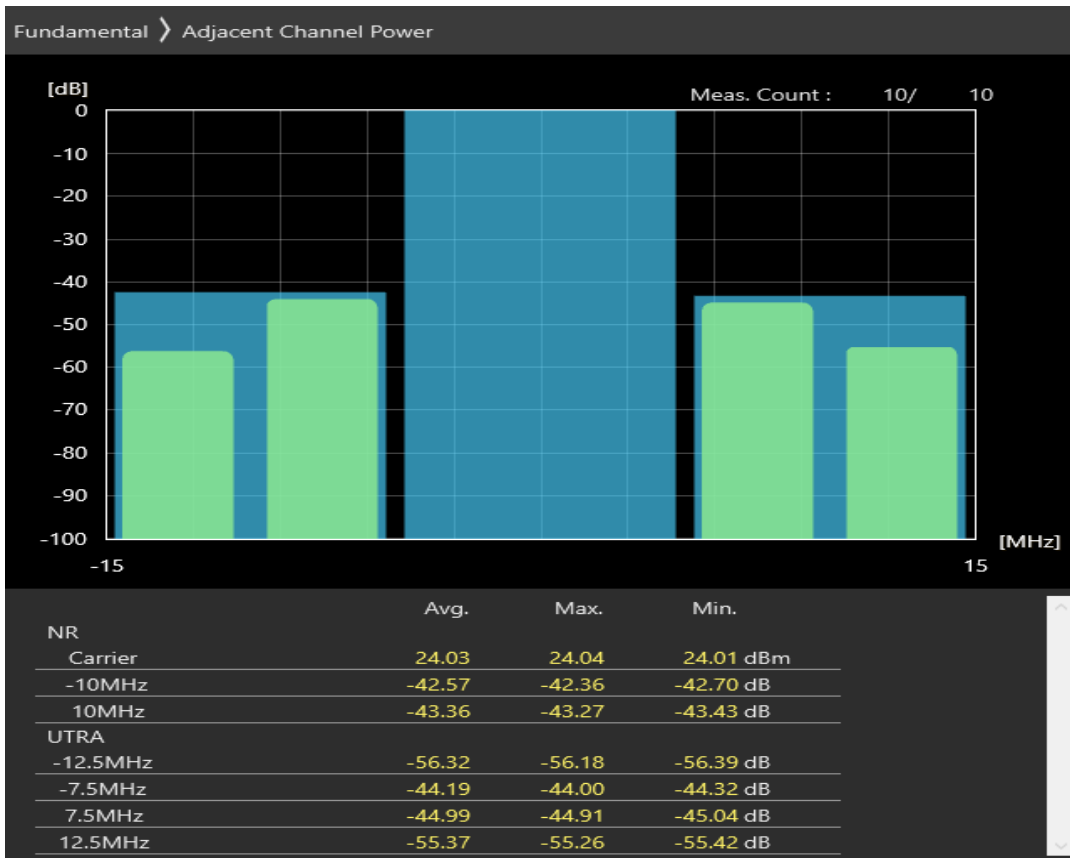 Fundamental ❯ Adjacent Channel Power
[dB]
Meas. Count : 10/ 10
0
-10
-20
-30
-40
-50
-60
-70
-80
-90
-100
[MHz]
-15 15
Avg. Max. Min.
NR
Carrier 24.03 24.04 24.01 dBm
-10MHz -42.57 -42.36 -42.70 dB
10MHz -43.36 -43.27 -43.43 dB
UTRA
-12.5MHz -56.32 -56.18 -56.39 dB
-7.5MHz -44.19 -44.00 -44.32 dB
7.5MHz -44.99 -44.91 -45.04 dB
12.5MHz -55.37 -55.26 -55.42 dB